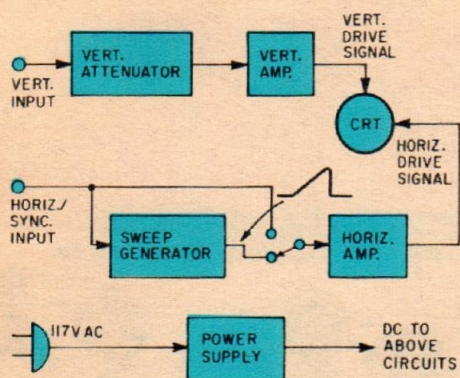 VERT.
INPUT
VERT.
ATTENUATOR
VERT.
AMP.
VERT.
DRIVE
SIGNAL
CRT
HORIZ.
DRIVE
SIGNAL
HORIZ./
SYNC.
INPUT
SWEEP
GENERATOR
HORIZ.
AMP.
117V AC
POWER
SUPPLY
DC TO
ABOVE
CIRCUITS